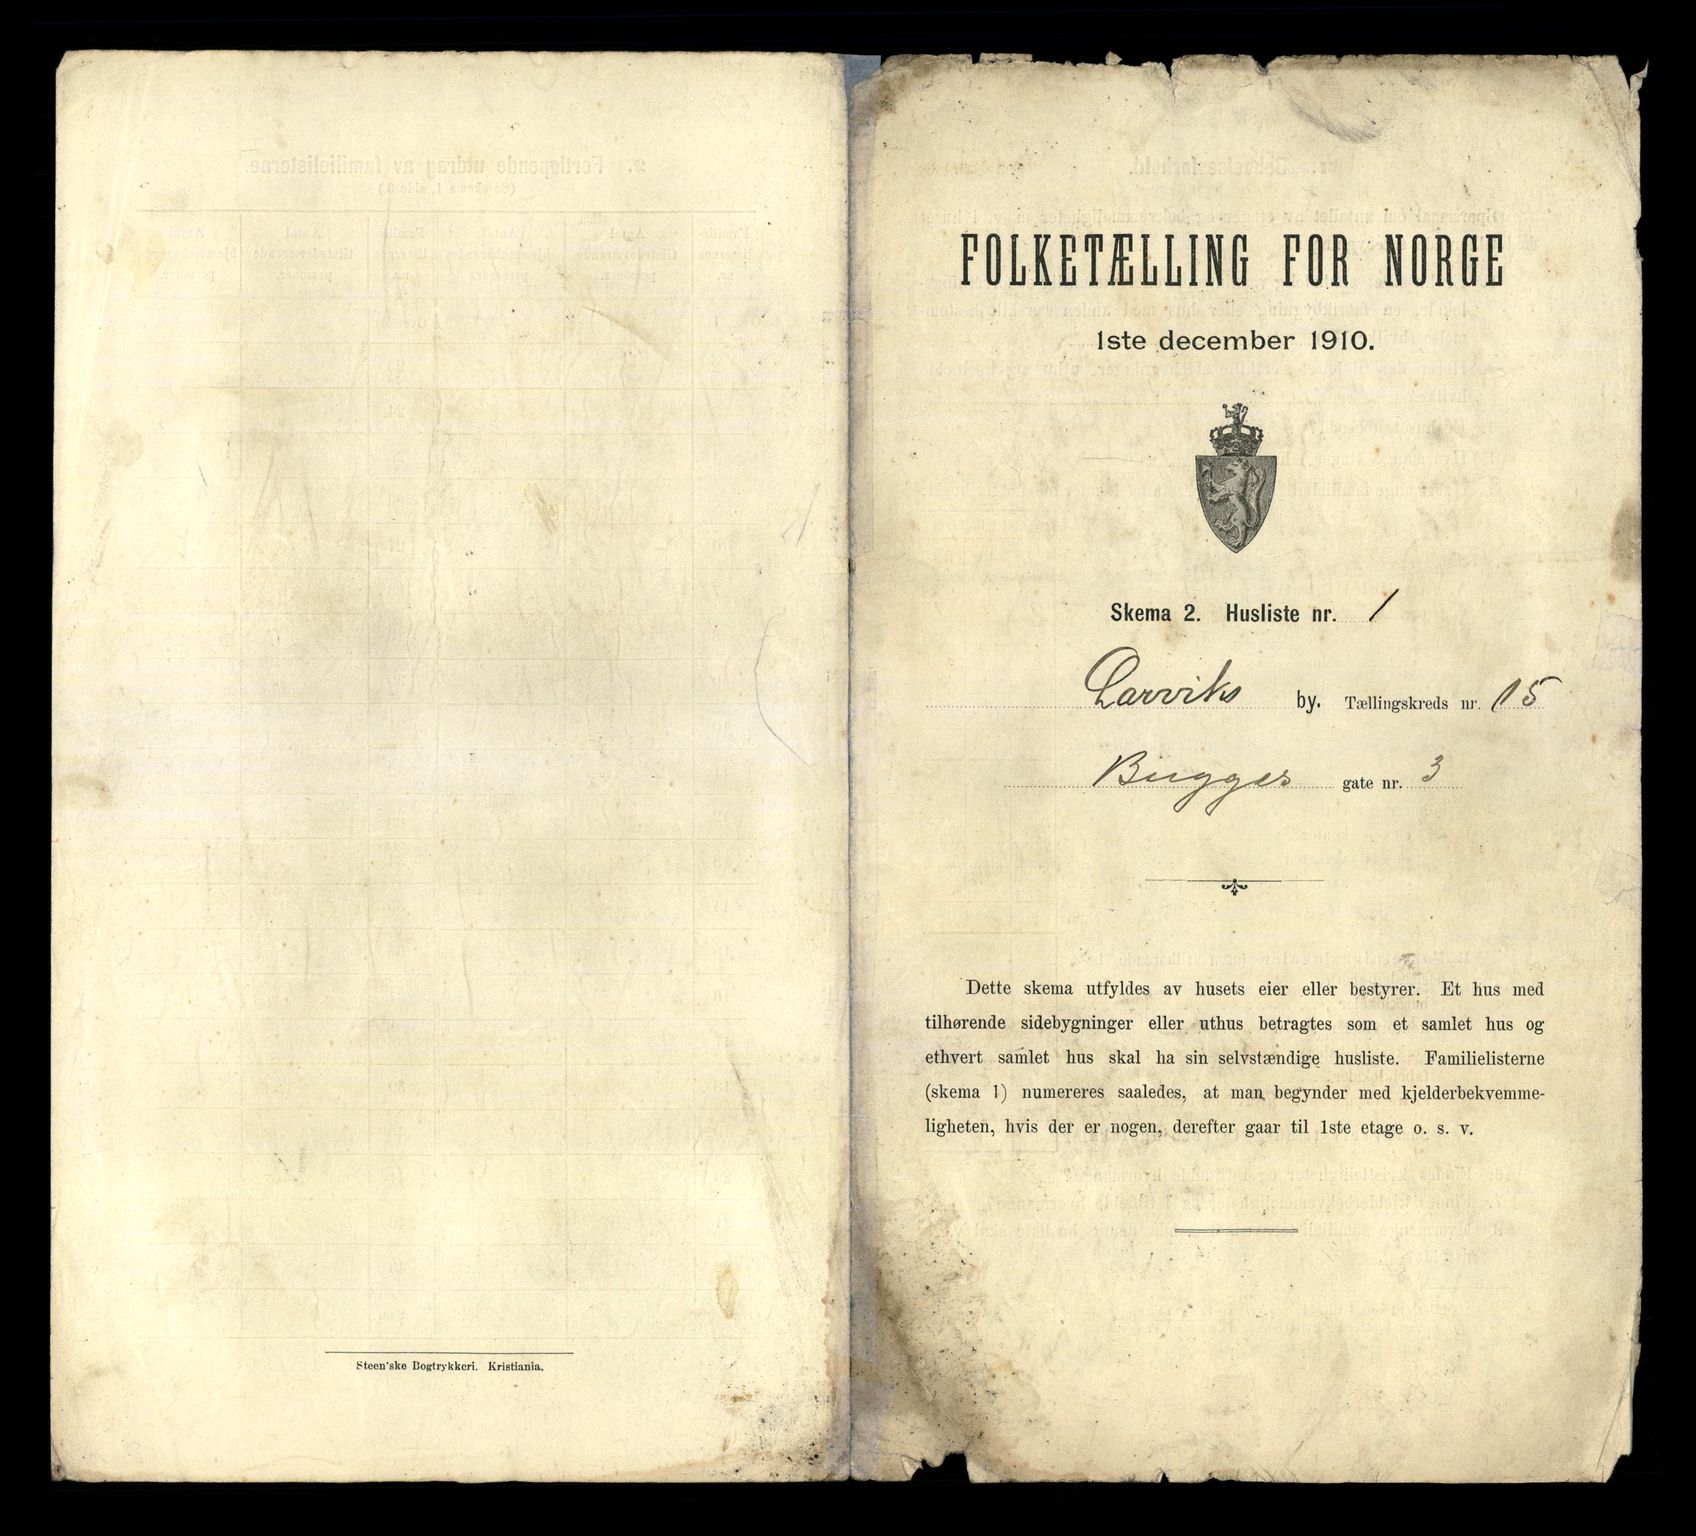 Steen'ske Bogtrykkeri. Kristiania.
FOLKETÆLLING FOR NORGE
1ste december 1910.
Skema 2. Husliste nr. 1
Larviks by. Tællingskreds nr. 15
Bugges gate nr. 3
Dette skema utfyldes av husets eier eller bestyrer. Et hus med
tilhørende sidebygninger eller uthus betragtes som et samlet hus og
ethvert samlet hus skal ha sin selvstændige husliste. Familielisterne
(skema 1) numereres saaledes, at man begynder med kjelderbekvemme-
ligheten, hvis der er nogen, derefter gaar til 1ste etage o. s. v.